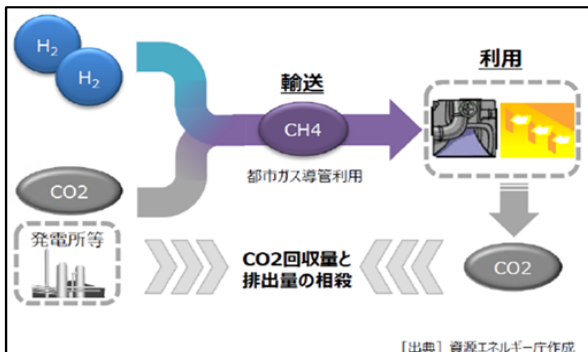 H2
H2
輸送
利用
CH4
都市ガス導管利用
CO2
発電所等
CO2回収量と
排出量の相殺
CO2
［出典］資源エネルギー庁作成